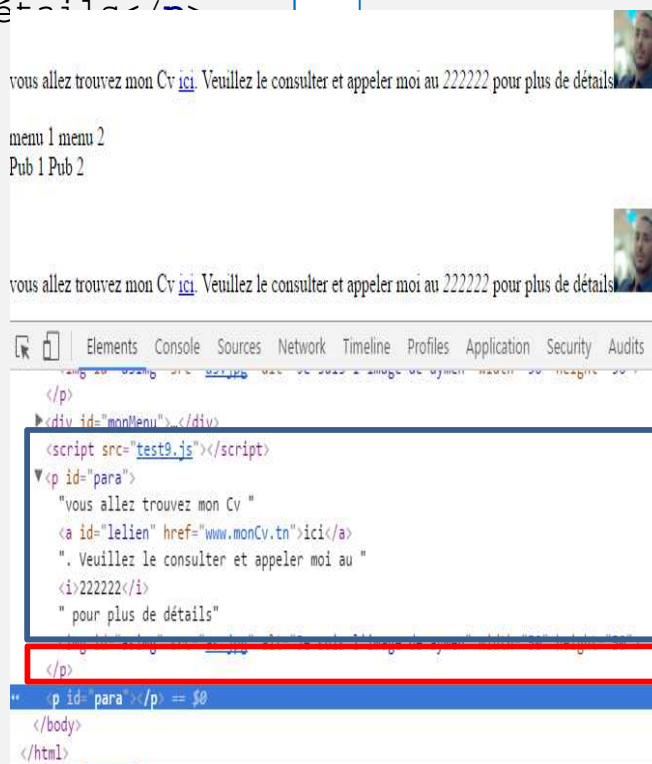 étails</p>
vous allez trouvez mon Cv ici. Veuillez le consulter et appeler moi au 222222 pour plus de détails
menu 1 menu 2
Pub 1 Pub 2
vous allez trouvez mon Cv ici. Veuillez le consulter et appeler moi au 222222 pour plus de détails
Elements Console Sources Network Timeline Profiles Application Security Audits
</p>
▶<div id="monMenu">…</div>
<script src="test9.js"></script>
▼<p id="para">
"vous allez trouvez mon Cv "
<a id="lelien" href="www.monCv.tn">ici</a>
". Veuillez le consulter et appeler moi au "
<i>222222</i>
" pour plus de détails"
</p>
<p id="para"></p> == $0
</body>
</html>